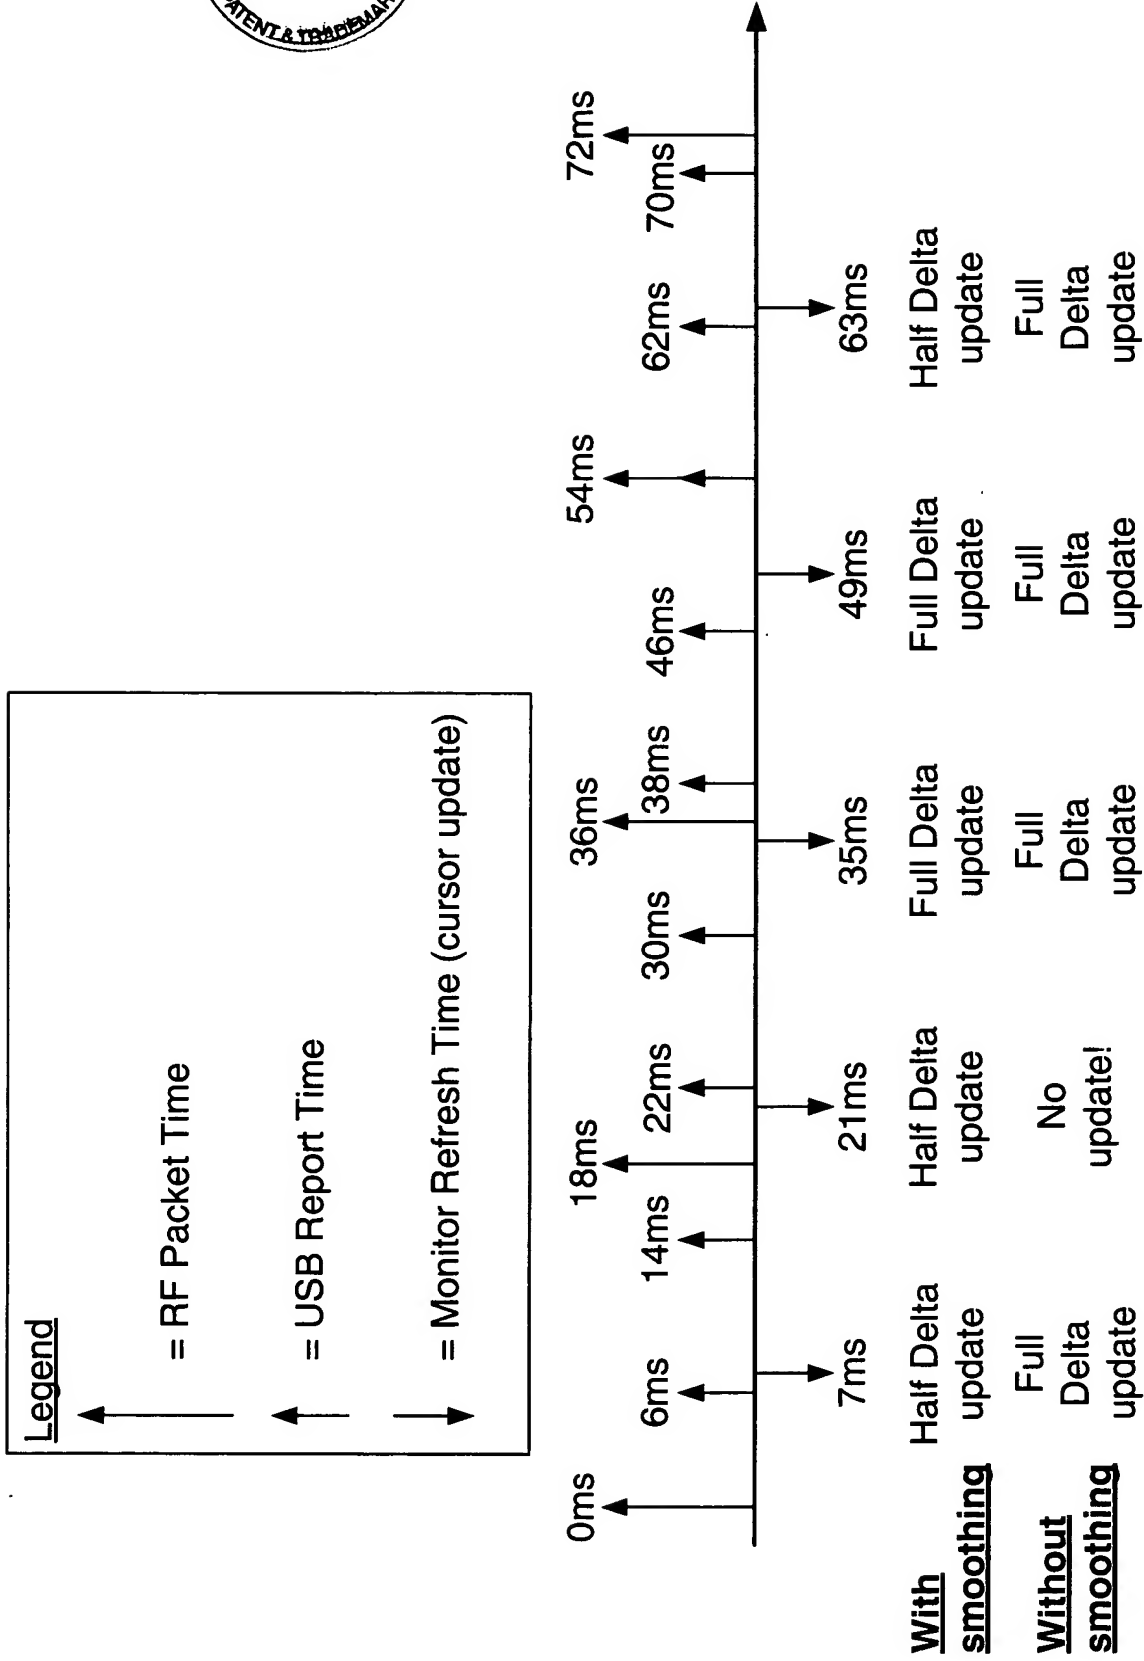 PATENT & TRADEMAR
Legend
= RF Packet Time
= USB Report Time
= Monitor Refresh Time (cursor update)
0ms
18ms
36ms
54ms
72ms
6ms
14ms
22ms
30ms
38ms
46ms
62ms
70ms
7ms
21ms
35ms
49ms
63ms
With
smoothing
Half Delta
update
Half Delta
update
Full Delta
update
Full Delta
update
Half Delta
update
Without
smoothing
Full
Delta
update
No
update!
Full
Delta
update
Full
Delta
update
Full
Delta
update